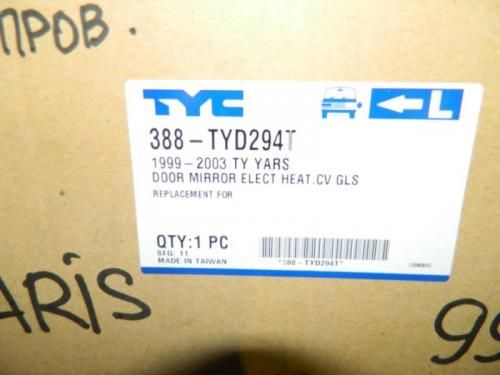 ПРОВ.
TYC
L
388-TYD294T
1999-2003 TY YARS
DOOR MIRROR ELECT HEAT.CV GLS
REPLACEMENT FOR
QTY:1 PC
SEQ: 11
MADE IN TAIWAN
*388-TYD294T*
ARIS
99